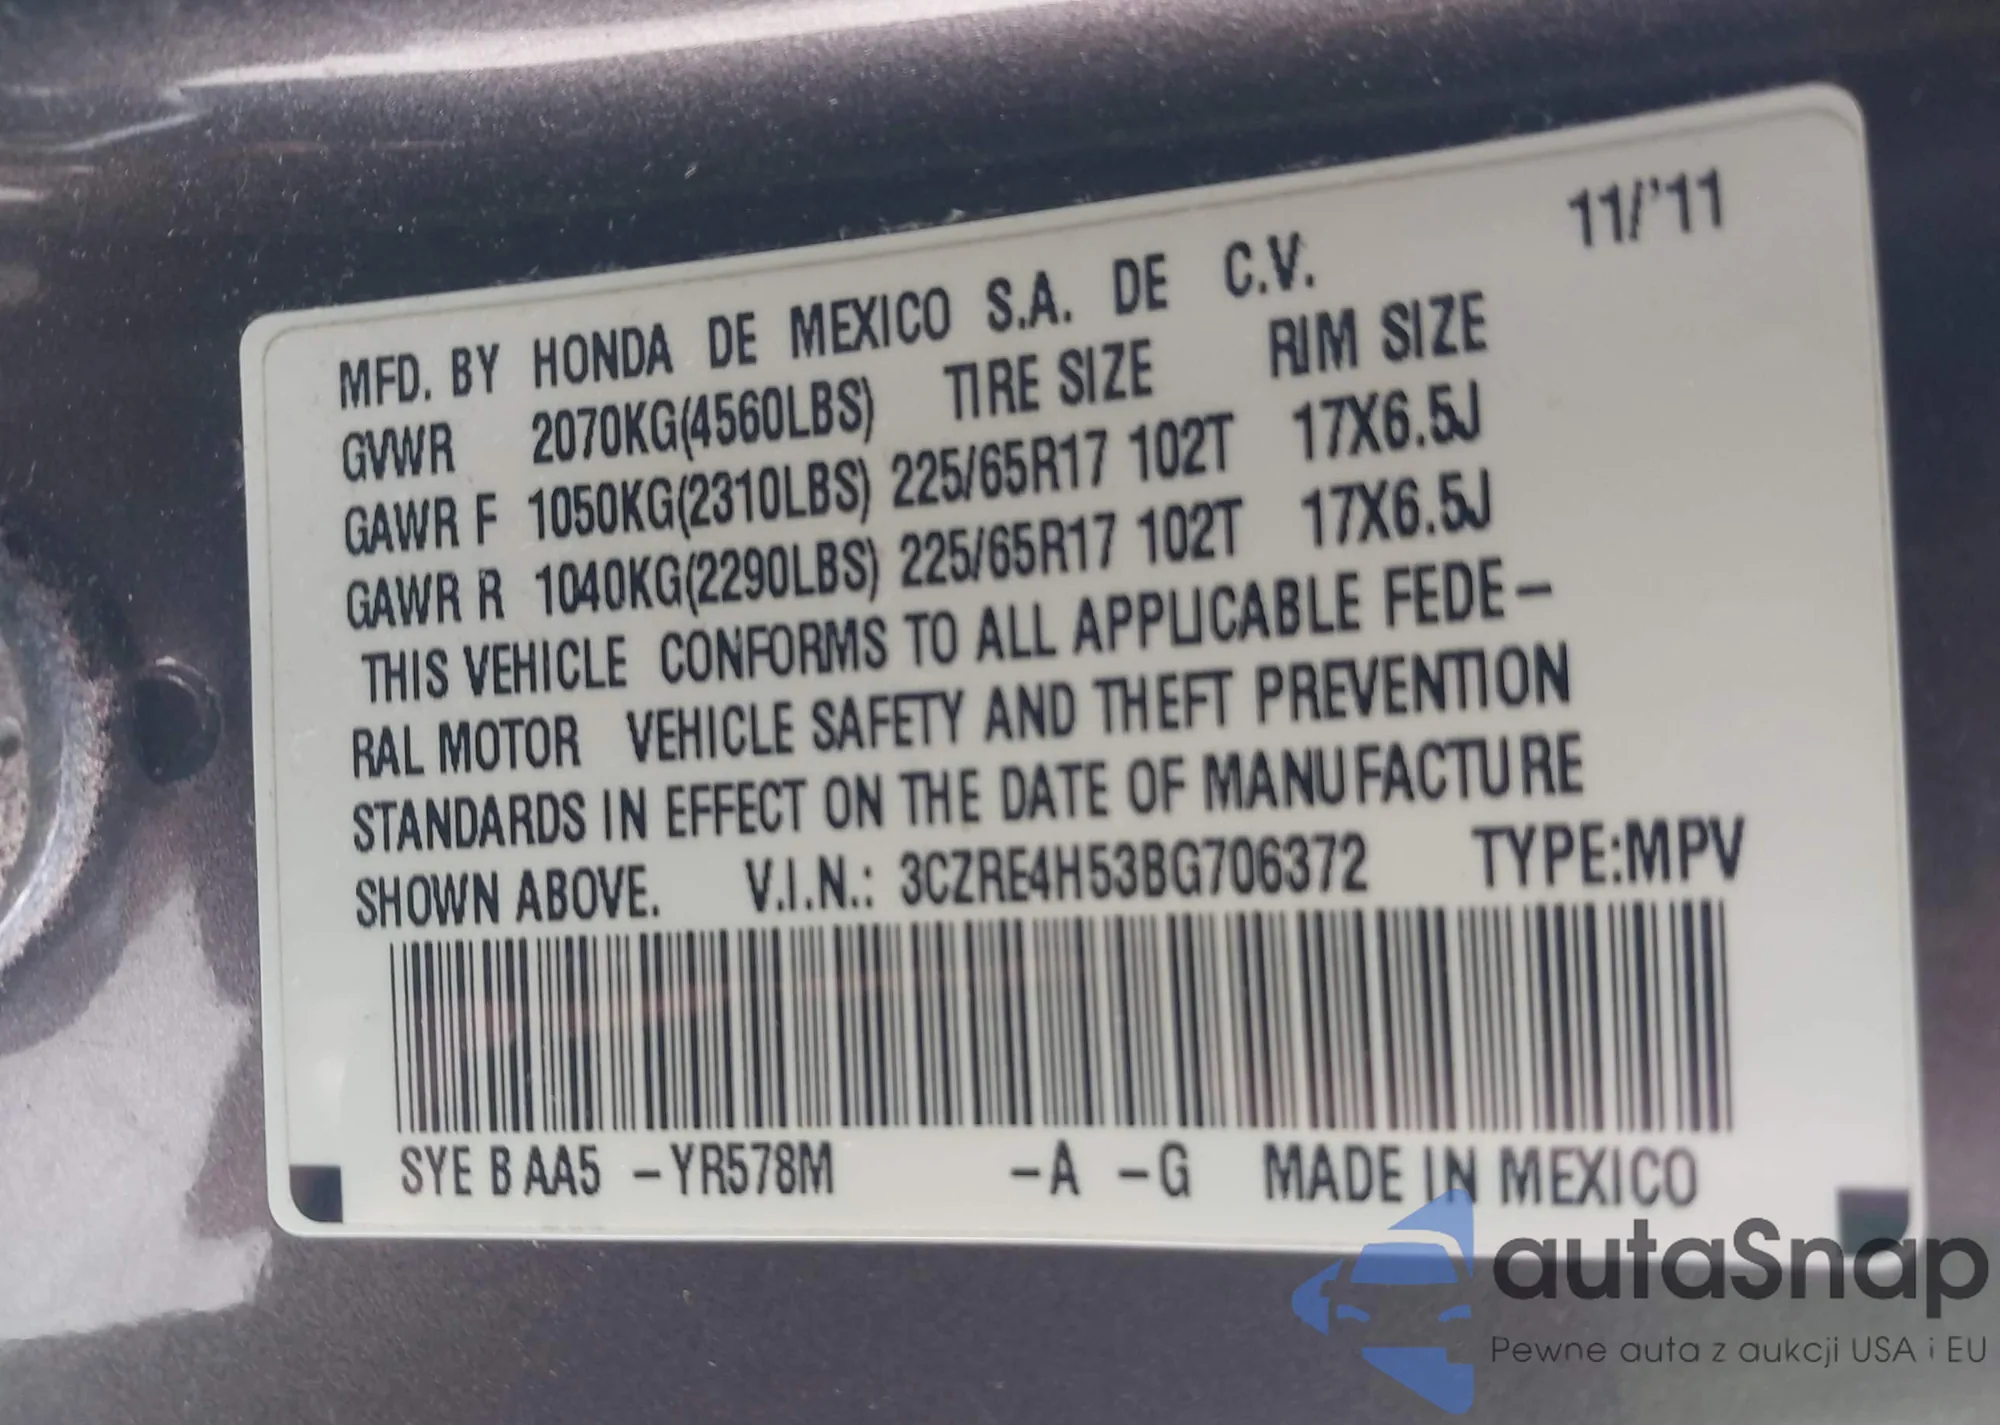 11/'11
MFD. BY HONDA DE MEXICO S.A. DE C.V.
GVWR 2070KG(4560LBS) TIRE SIZE RIM SIZE
GAWR F 1050KG(2310LBS) 225/65R17 102T 17X6.5J
GAWR R 1040KG(2290LBS) 225/65R17 102T 17X6.5J
THIS VEHICLE CONFORMS TO ALL APPLICABLE FEDE-
RAL MOTOR VEHICLE SAFETY AND THEFT PREVENTION
STANDARDS IN EFFECT ON THE DATE OF MANUFACTURE
SHOWN ABOVE. V.I.N.: 3CZRE4H53BG706372 TYPE:MPV
SYE B AA5 -YR578M -A -G MADE IN MEXICO
autaSnap
Pewne auta z aukcji USA i EU